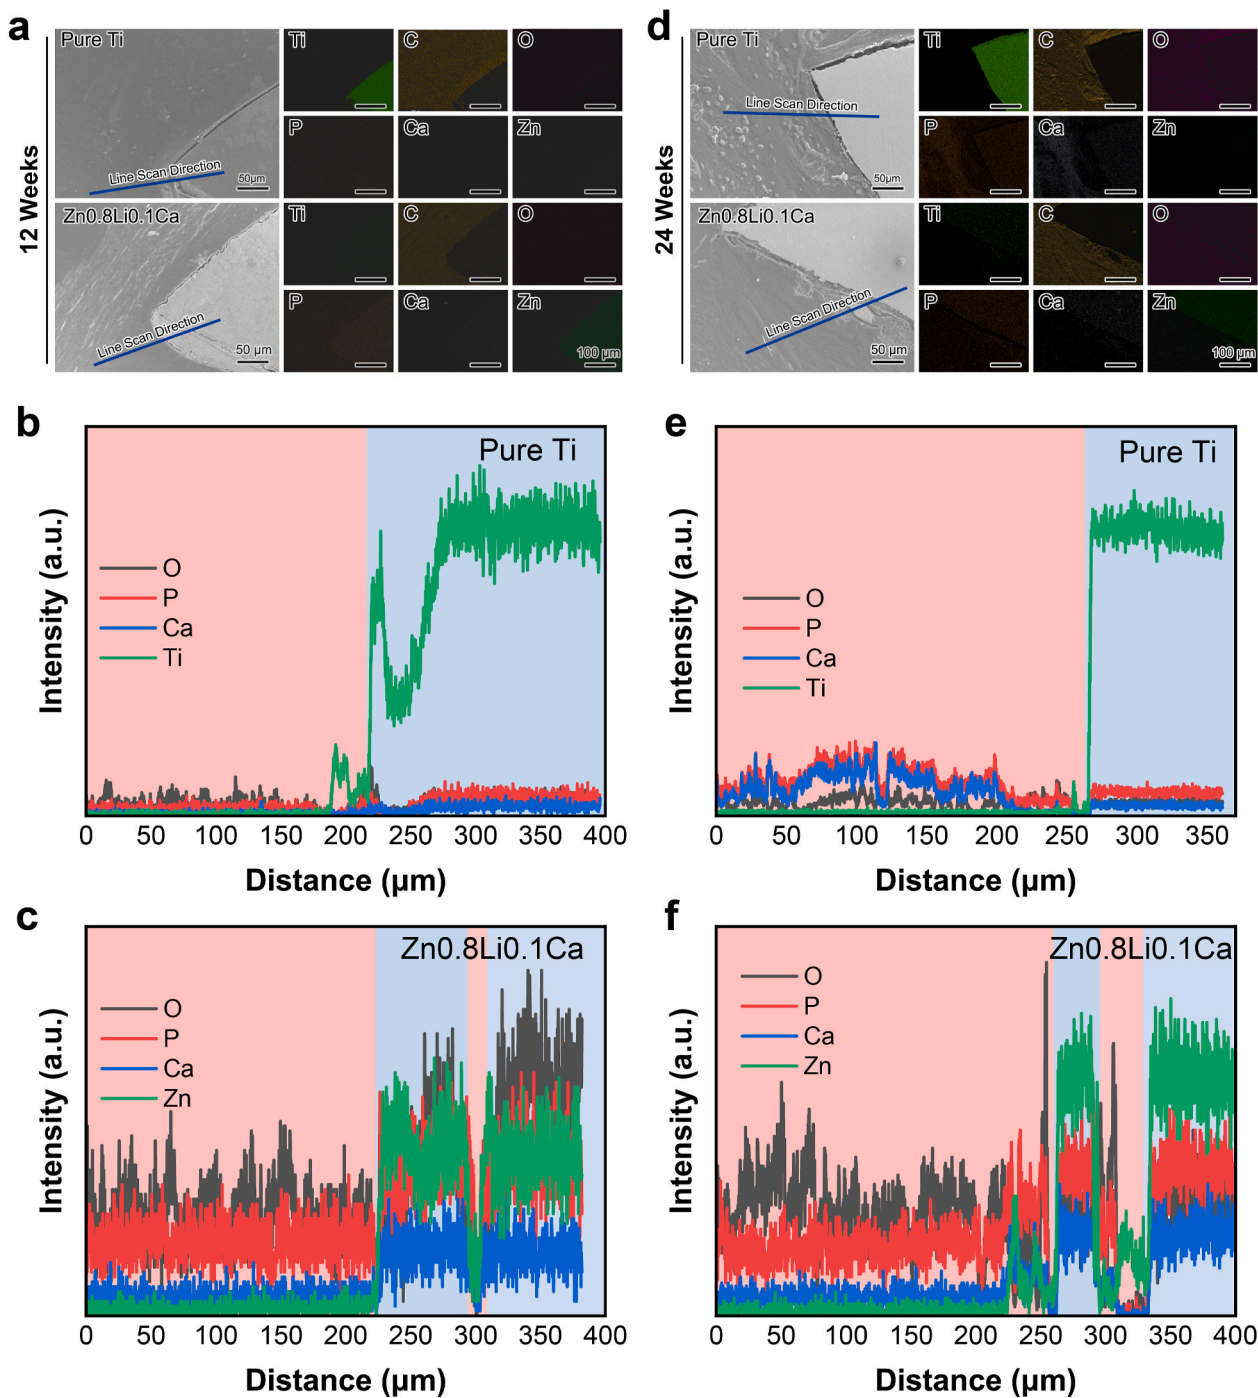 a
12 Weeks
Pure Ti
Line Scan Direction
50μm
Ti
C
O
P
Ca
Zn
Zn0.8Li0.1Ca
Line Scan Direction
50 μm
Ti
C
O
P
Ca
Zn
100 μm
d
24 Weeks
Pure Ti
Line Scan Direction
50μm
Ti
C
O
P
Ca
Zn
Zn0.8Li0.1Ca
Line Scan Direction
50 μm
Ti
C
O
P
Ca
Zn
100 μm
b
Pure Ti
O
P
Ca
Ti
Intensity (a.u.)
0 50 100 150 200 250 300 350 400
Distance (μm)
e
Pure Ti
O
P
Ca
Ti
Intensity (a.u.)
0 50 100 150 200 250 300 350
Distance (μm)
c
Zn0.8Li0.1Ca
O
P
Ca
Zn
Intensity (a.u.)
0 50 100 150 200 250 300 350 400
Distance (μm)
f
Zn0.8Li0.1Ca
O
P
Ca
Zn
Intensity (a.u.)
0 50 100 150 200 250 300 350 400
Distance (μm)